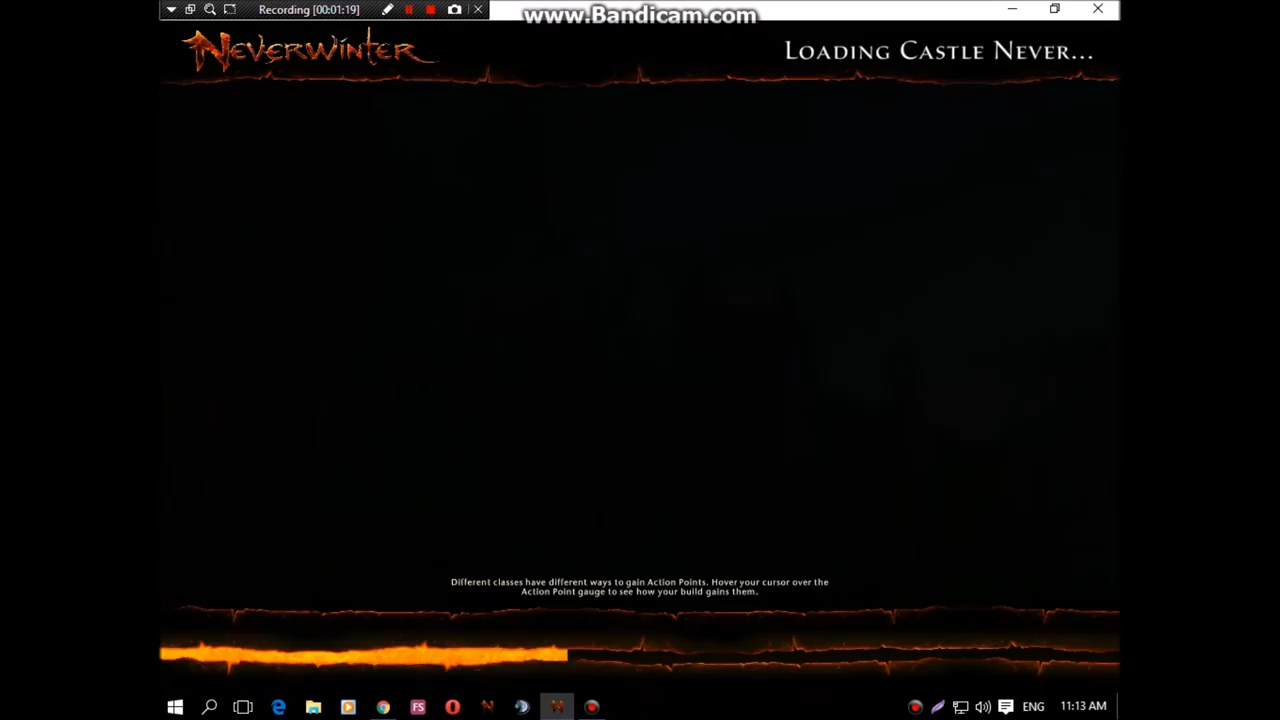 Recording [00:01:19]
www.Bandicam.com
NEVERWINTER
LOADING CASTLE NEVER...
Different classes have different ways to gain Action Points. Hover your cursor over the
Action Point gauge to see how your build gains them.
FS
ENG
11:13 AM